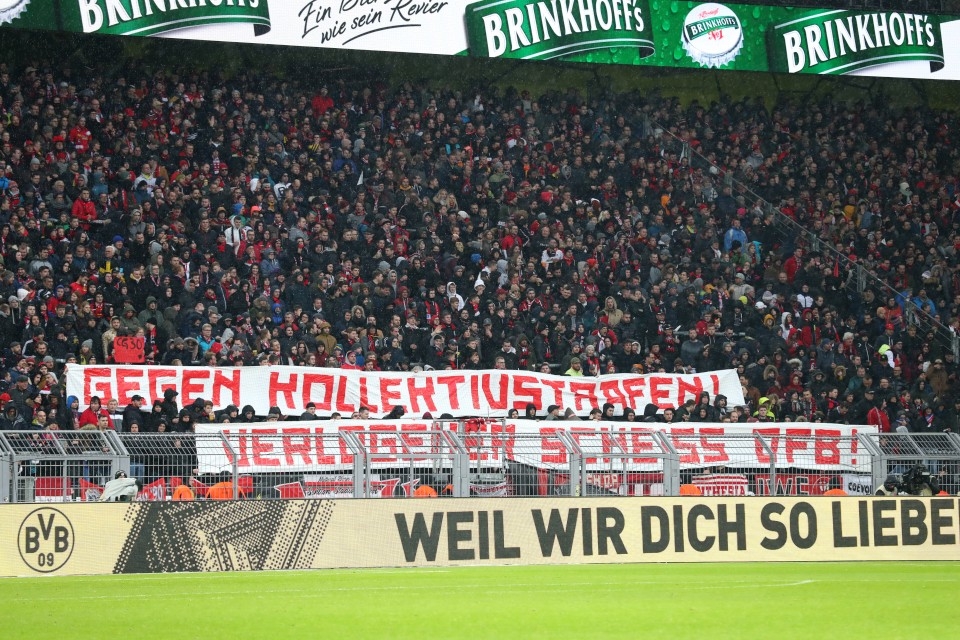 BRINKHOFF's
Ein
wie sein Revier
BRINKHOFF's
BRINKHOFF's
BRINKHOFF's
CG30
GEGEN KOLLEKTIVSTRAFEN!
VERLOGENER SCHEISS DFB!
BVB
09
WEIL WIR DICH SO LIEBE